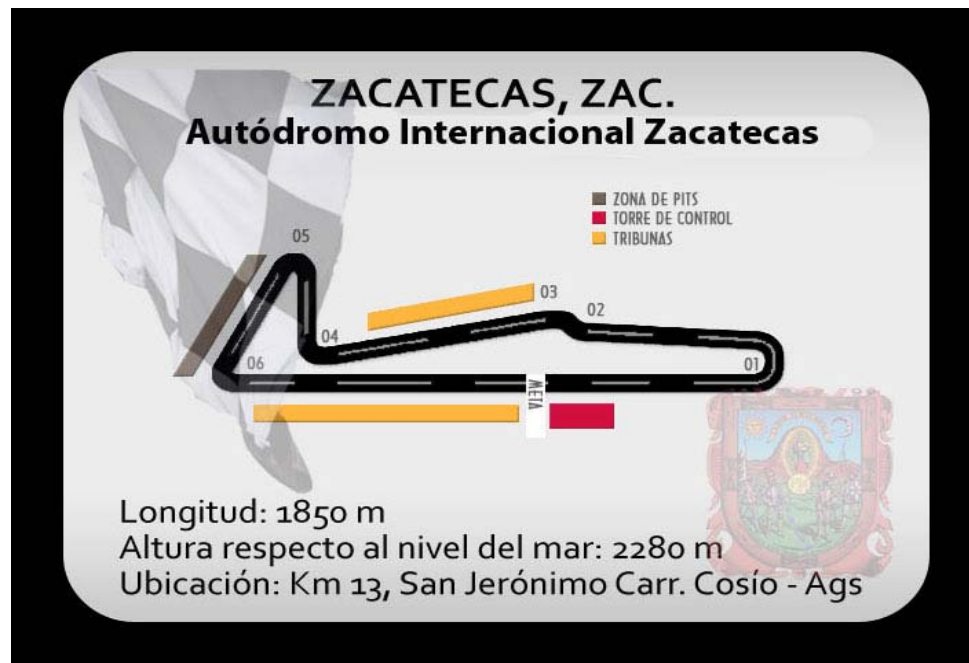 ZACATECAS, ZAC.
Autódromo Internacional Zacatecas
ZONA DE PITS
TORRE DE CONTROL
TRIBUNAS
05
03
02
04
06
01
META
Longitud: 1850 m
Altura respecto al nivel del mar: 2280 m
Ubicación: Km 13, San Jerónimo Carr. Cosío - Ags